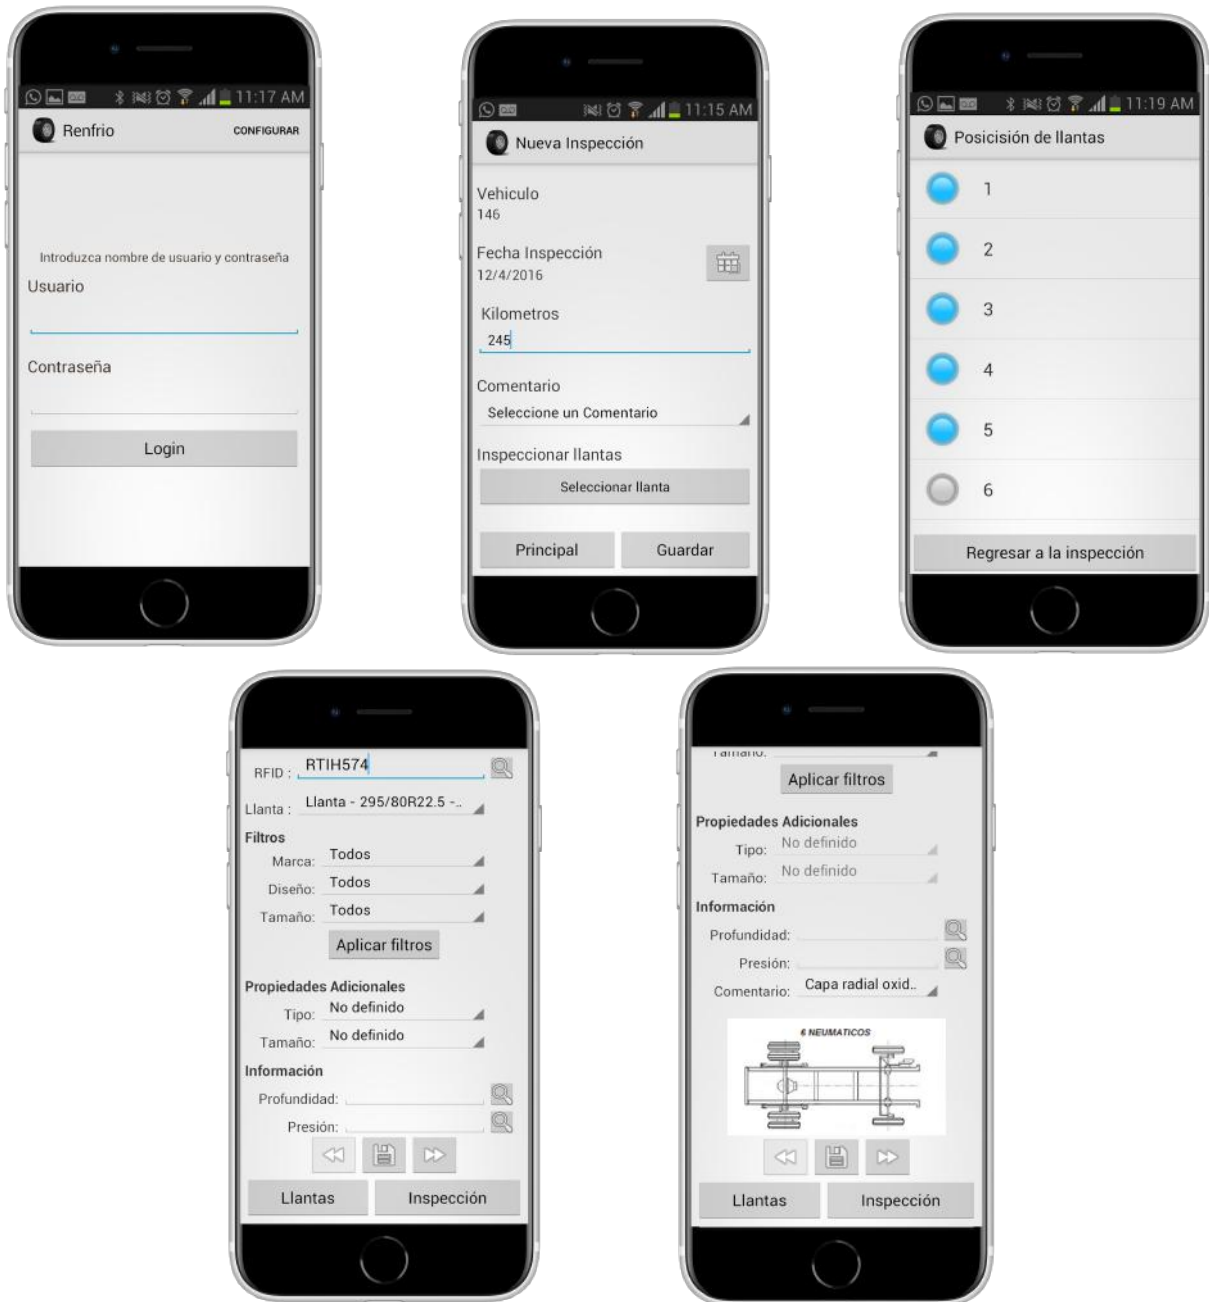 11:17 AM
Renfrio
CONFIGURAR
Introduzca nombre de usuario y contraseña
Usuario
Contraseña
Login
11:15 AM
Nueva Inspección
Vehiculo
146
Fecha Inspección
12/4/2016
Kilometros
245
Comentario
Seleccione un Comentario
Inspeccionar llantas
Seleccionar llanta
Principal Guardar
11:19 AM
Posicisión de llantas
1
2
3
4
5
6
Regresar a la inspección
RFID : RTIH574
Llanta : Llanta - 295/80R22.5 -..
Filtros
Marca: Todos
Diseño: Todos
Tamaño: Todos
Aplicar filtros
Propiedades Adicionales
Tipo: No definido
Tamaño: No definido
Información
Profundidad:
Presión:
Llantas Inspección
Tamaño:
Aplicar filtros
Propiedades Adicionales
Tipo: No definido
Tamaño: No definido
Información
Profundidad:
Presión:
Comentario: Capa radial oxid..
6 NEUMATICOS
Llantas Inspección